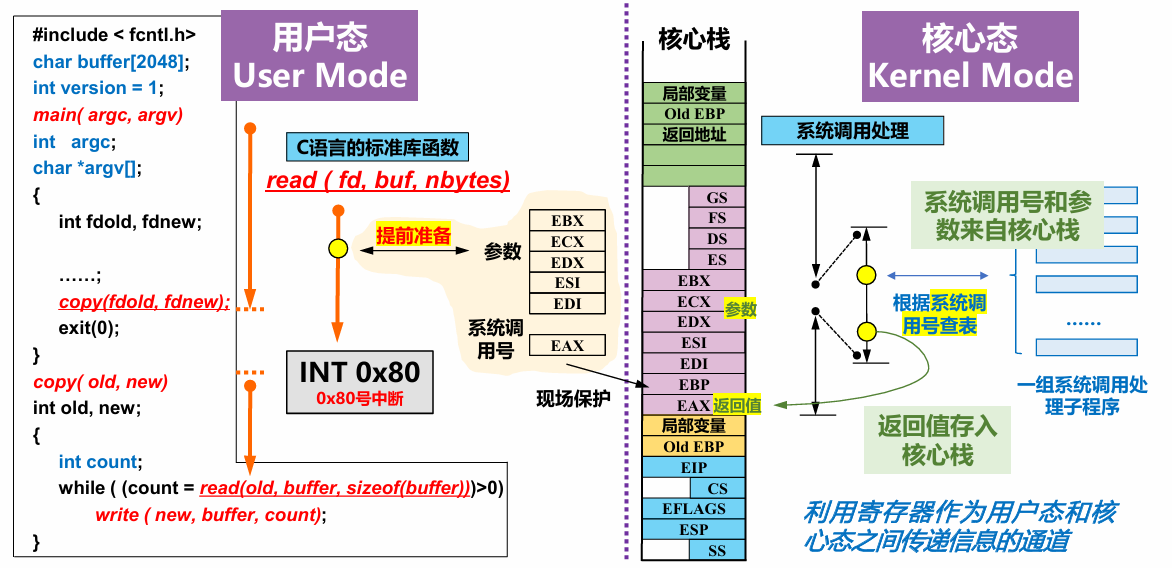 #include < fcntl.h>
char buffer[2048];
int version = 1;
main( argc, argv)
int argc;
char *argv[];
{
int fdold, fdnew;
……;
copy(fdold, fdnew);
exit(0);
}
copy( old, new)
int old, new;
{
int count;
while ( (count = read(old, buffer, sizeof(buffer)))>0)
write ( new, buffer, count);
}
用户态
User Mode
C语言的标准库函数
read ( fd, buf, nbytes)
提前准备
参数
EBX
ECX
EDX
ESI
EDI
系统调
用号
EAX
INT 0x80
0x80号中断
现场保护
核心栈
局部变量
Old EBP
返回地址
GS
FS
DS
ES
EBX
ECX
参数
EDX
ESI
EDI
EBP
EAX
返回值
局部变量
Old EBP
EIP
CS
EFLAGS
ESP
SS
核心态
Kernel Mode
系统调用处理
系统调用号和参
数来自核心栈
根据系统调
用号查表
……
一组系统调用处
理子程序
返回值存入
核心栈
利用寄存器作为用户态和核
心态之间传递信息的通道